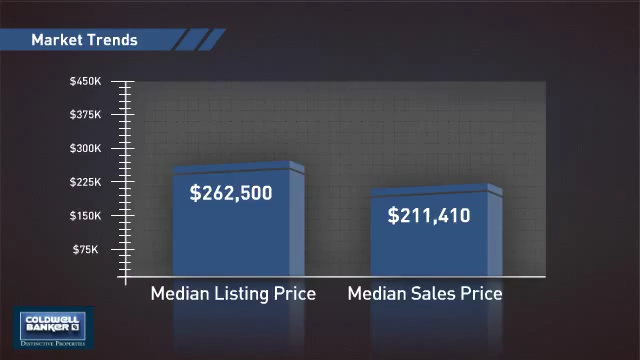 Market Trends
$450K
$375K
$300K
$225K
$150K
$75K
$262,500
$211,410
Median Listing Price
Median Sales Price
COLDWELL
BANKER
DISTINCTIVE PROPERTIES